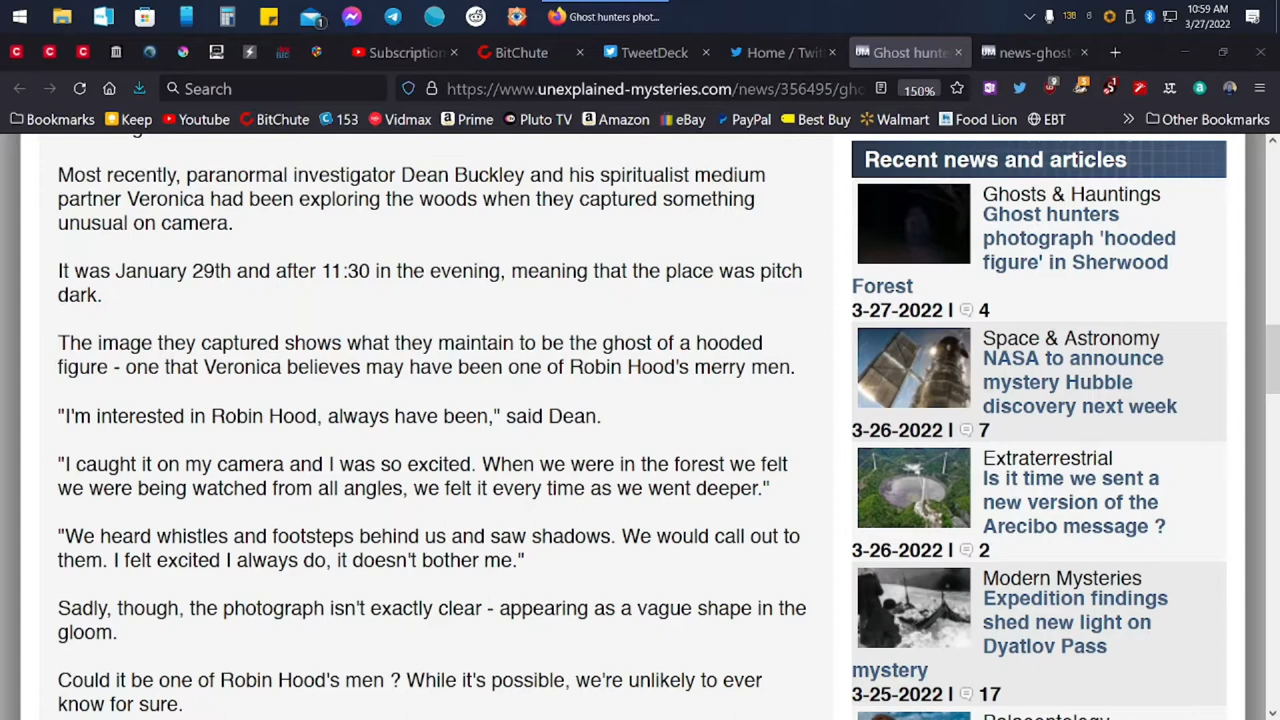 Ghost hunters phot...
138
6
10:59 AM
3/27/2022
1
Subscription
BitChute
TweetDeck
Home / Twit
Ghost hunte
news-ghost
Search
https://www.unexplained-mysteries.com/news/356495/gho
150%
9
5
Bookmarks
Keep
Youtube
BitChute
153
Vidmax
Prime
Pluto TV
Amazon
eBay
PayPal
Best Buy
Walmart
Food Lion
EBT
Other Bookmarks
Most recently, paranormal investigator Dean Buckley and his spiritualist medium
partner Veronica had been exploring the woods when they captured something
unusual on camera.
It was January 29th and after 11:30 in the evening, meaning that the place was pitch
dark.
The image they captured shows what they maintain to be the ghost of a hooded
figure - one that Veronica believes may have been one of Robin Hood's merry men.
"I'm interested in Robin Hood, always have been," said Dean.
"I caught it on my camera and I was so excited. When we were in the forest we felt
we were being watched from all angles, we felt it every time as we went deeper."
"We heard whistles and footsteps behind us and saw shadows. We would call out to
them. I felt excited I always do, it doesn't bother me."
Sadly, though, the photograph isn't exactly clear - appearing as a vague shape in the
gloom.
Could it be one of Robin Hood's men ? While it's possible, we're unlikely to ever
know for sure.
Recent news and articles
Ghosts & Hauntings
Ghost hunters
photograph 'hooded
figure' in Sherwood
Forest
3-27-2022 | 4
Space & Astronomy
NASA to announce
mystery Hubble
discovery next week
3-26-2022 | 7
Extraterrestrial
Is it time we sent a
new version of the
Arecibo message ?
3-26-2022 | 2
Modern Mysteries
Expedition findings
shed new light on
Dyatlov Pass
mystery
3-25-2022 | 17